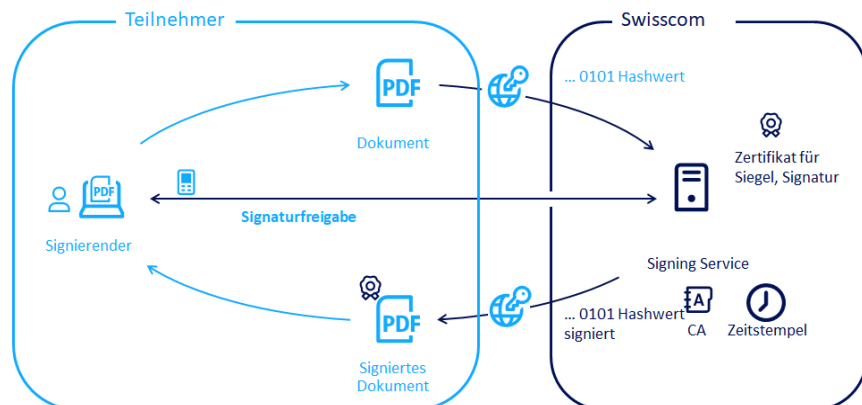 Teilnehmer
Swisscom
PDF
... 0101 Hashwert
Dokument
Zertifikat für
Siegel, Signatur
PDF
Signaturfreigabe
Signierender
Signing Service
PDF
... 0101 Hashwert
signiert
A
CA
Zeitstempel
Signiertes
Dokument